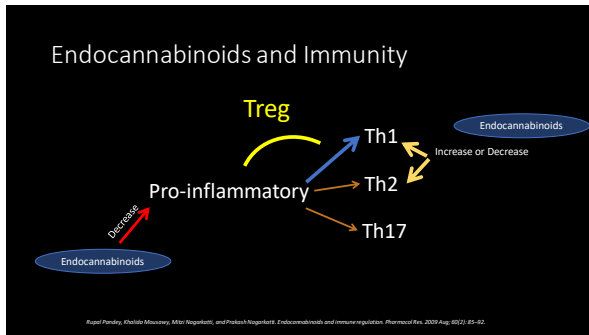 Endocannabinoids and Immunity
Treg
Th1
Endocannabinoids
Increase or Decrease
Pro-inflammatory
Th2
Th17
Decrease
Endocannabinoids
Rupal Pandey, Khalida Mousawy, Mitzi Nagarkatti, and Prakash Nagarkatti. Endocannabinoids and immune regulation. Pharmacol Res. 2009 Aug; 60(2): 85–92.